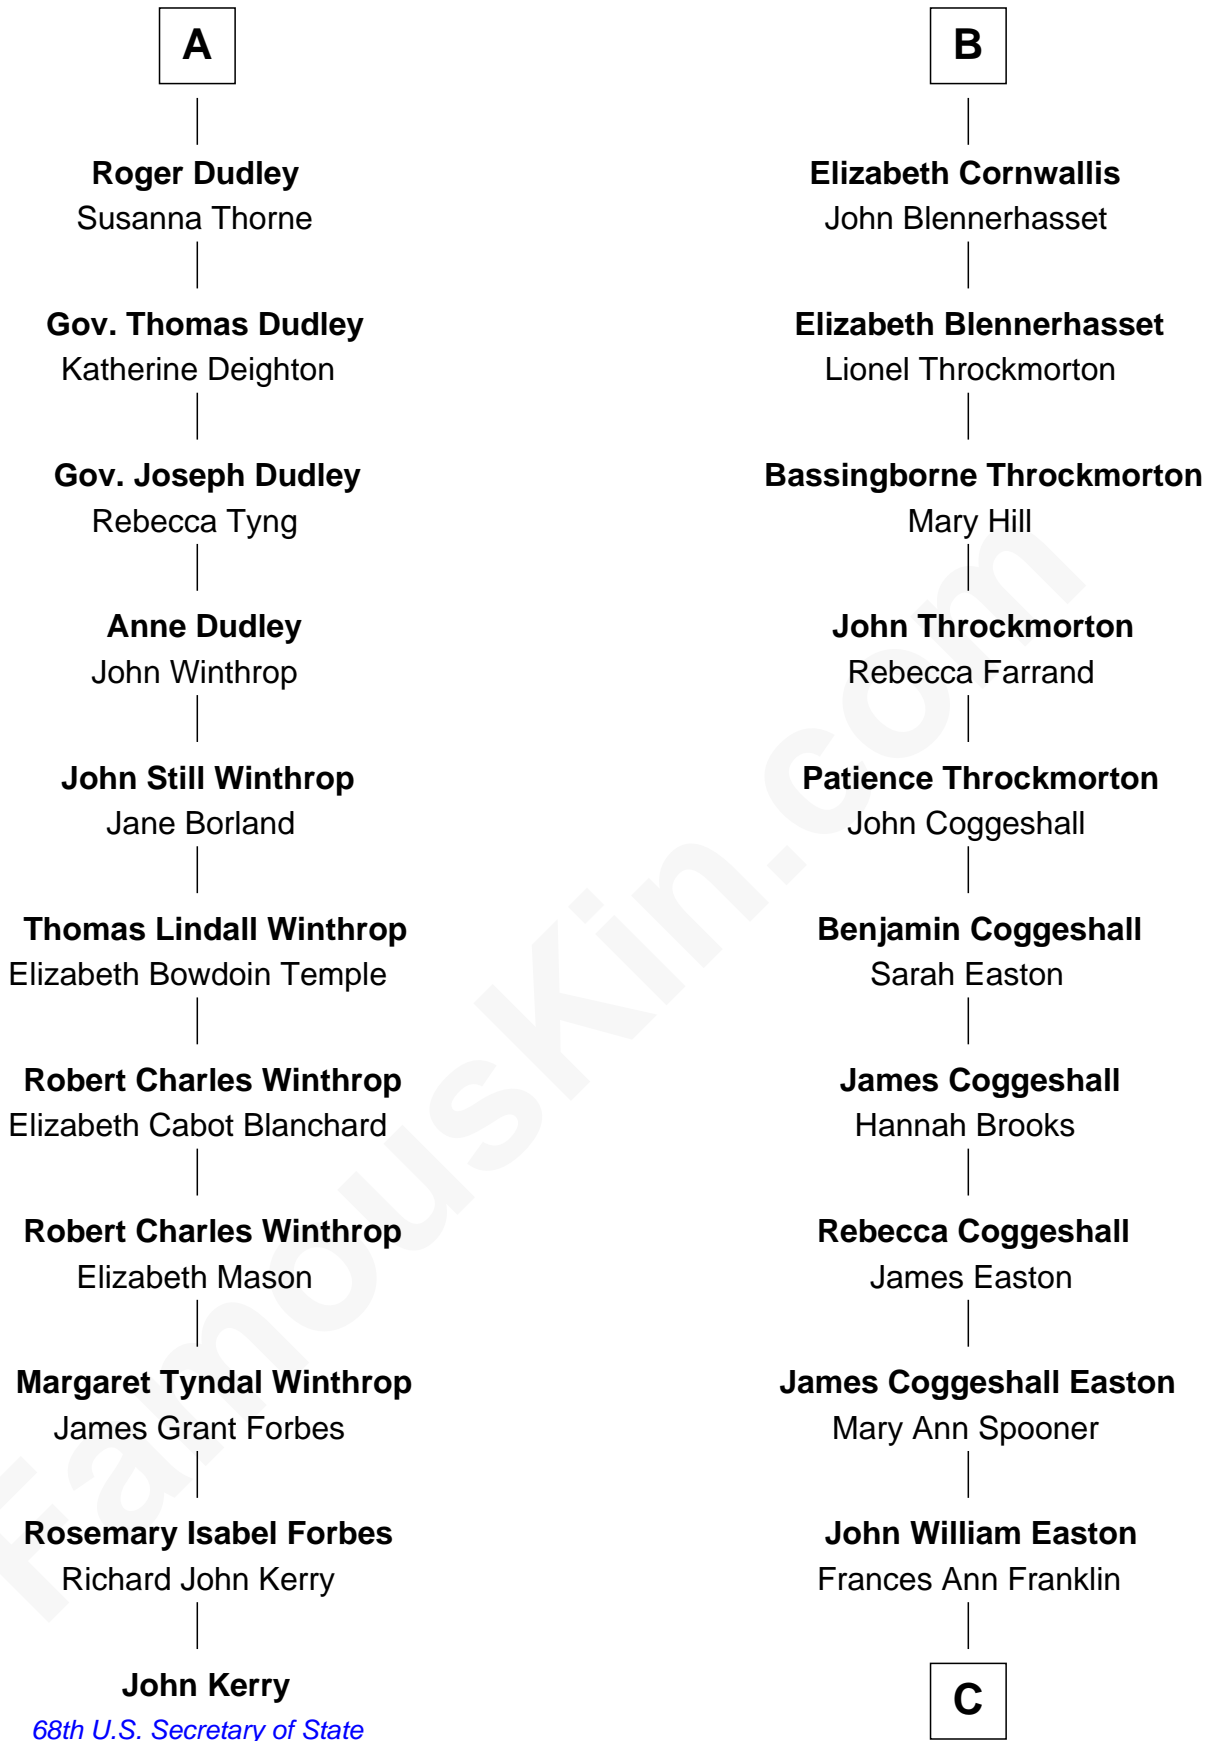 A
Roger Dudley
Susanna Thorne
Gov. Thomas Dudley
Katherine Deighton
Gov. Joseph Dudley
Rebecca Tyng
Anne Dudley
John Winthrop
John Still Winthrop
Jane Borland
Thomas Lindall Winthrop
Elizabeth Bowdoin Temple
Robert Charles Winthrop
Elizabeth Cabot Blanchard
Robert Charles Winthrop
Elizabeth Mason
Margaret Tyndal Winthrop
James Grant Forbes
Rosemary Isabel Forbes
Richard John Kerry
John Kerry
68th U.S. Secretary of State
B
Elizabeth Cornwallis
John Blennerhasset
Elizabeth Blennerhasset
Lionel Throckmorton
Bassingborne Throckmorton
Mary Hill
John Throckmorton
Rebecca Farrand
Patience Throckmorton
John Coggeshall
Benjamin Coggeshall
Sarah Easton
James Coggeshall
Hannah Brooks
Rebecca Coggeshall
James Easton
James Coggeshall Easton
Mary Ann Spooner
John William Easton
Frances Ann Franklin
C
FamousKin.com